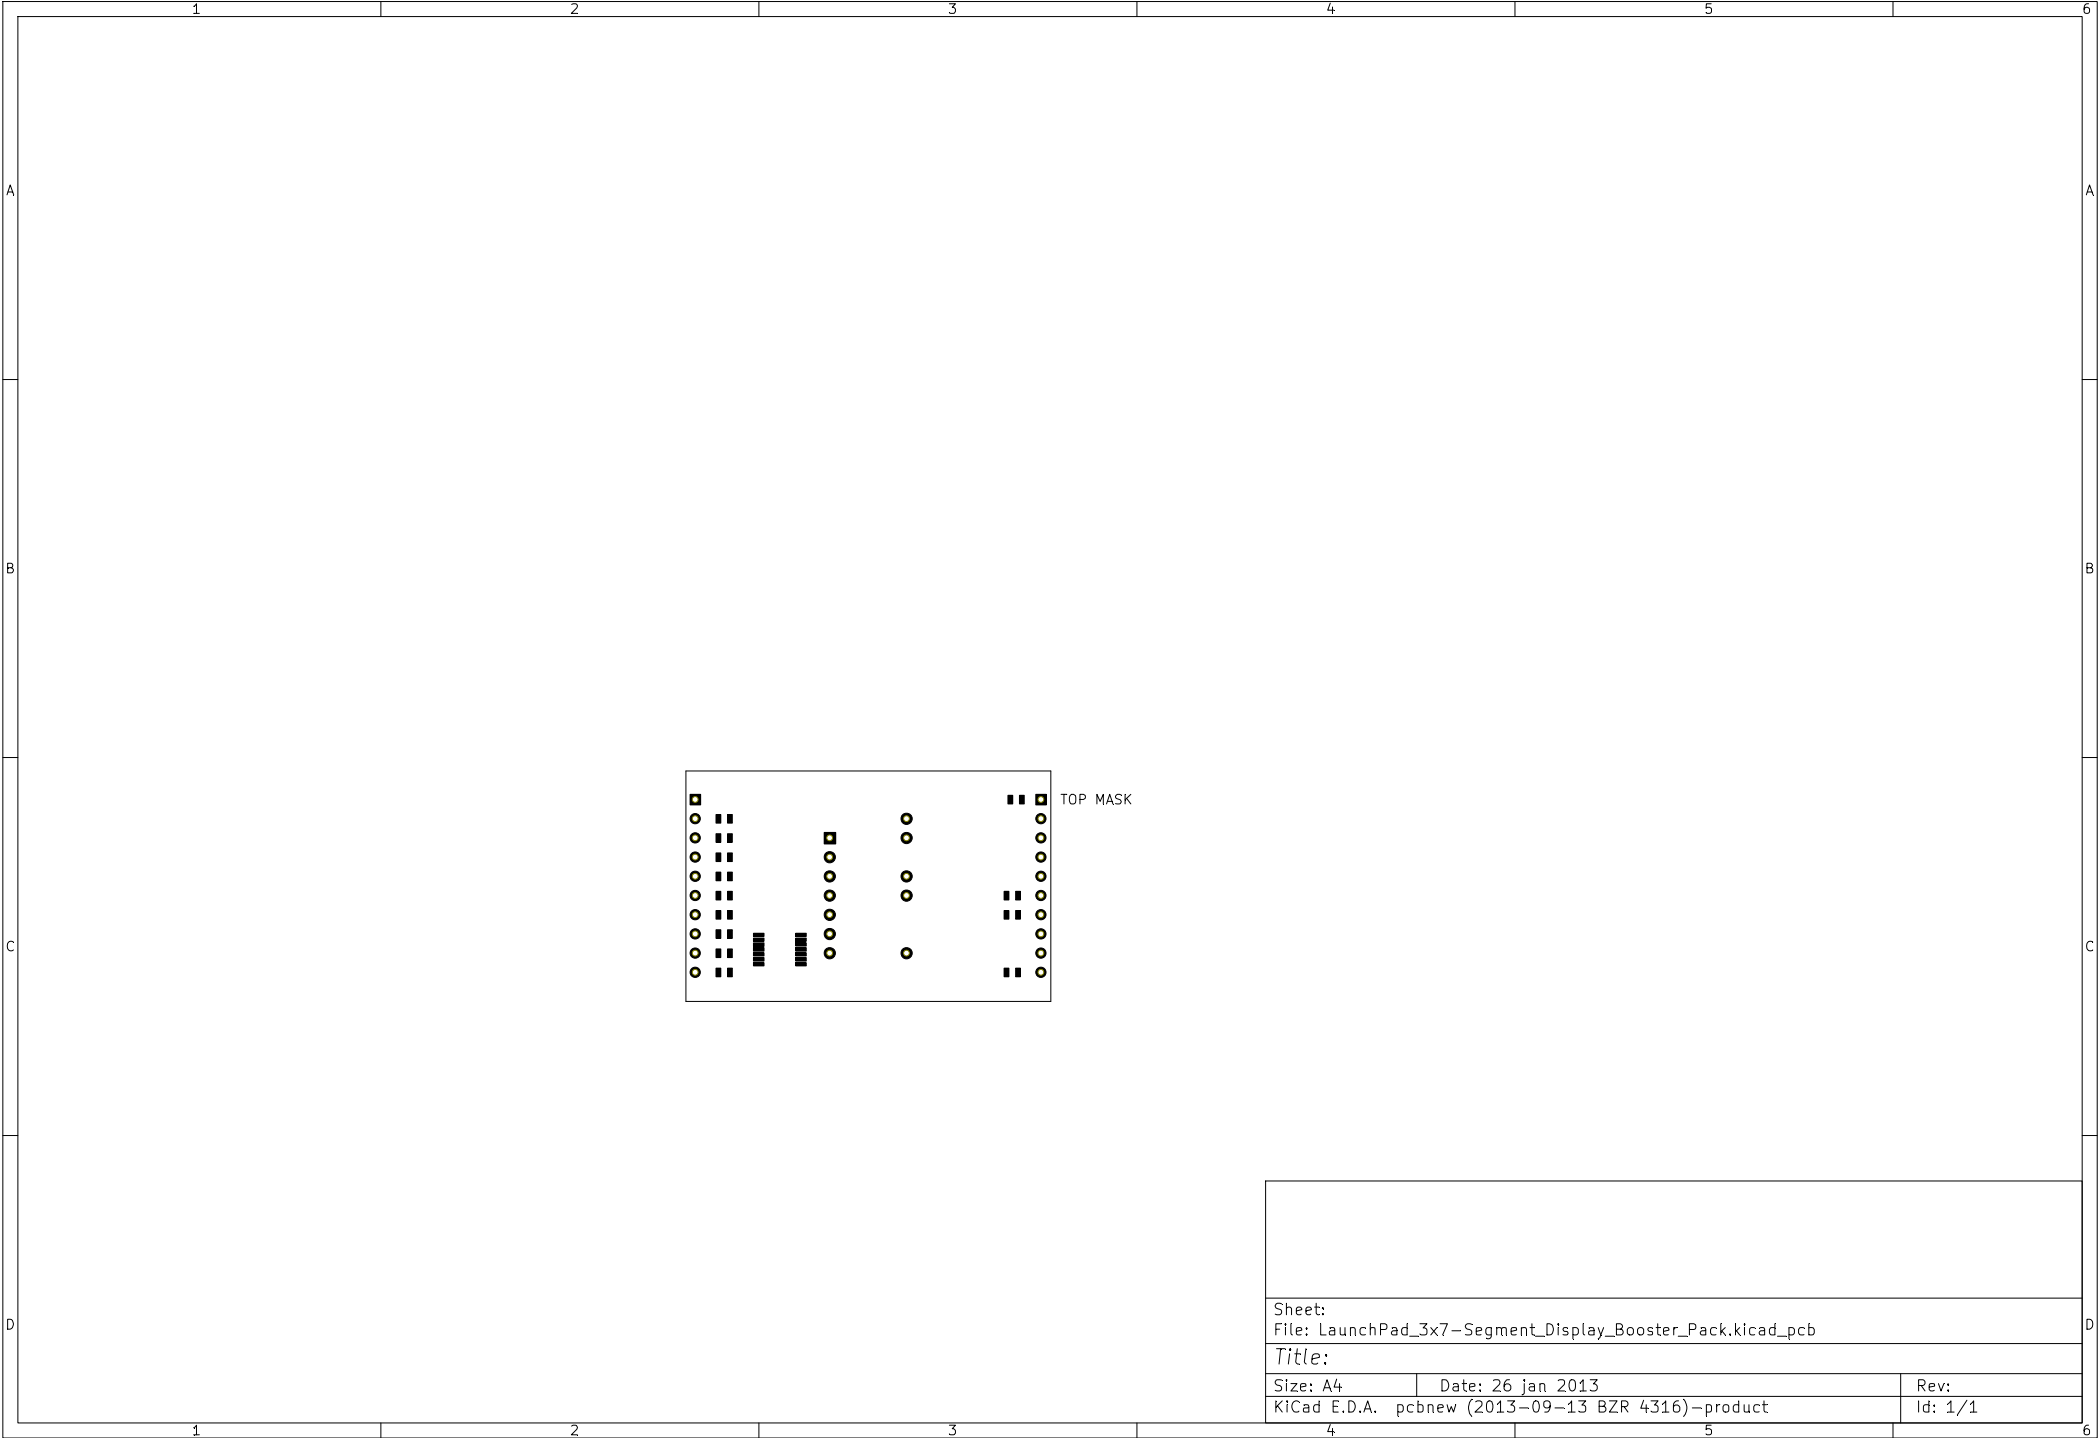 1 2 3 4 5 6
A A
B B
TOP MASK
C C
Sheet:
File: LaunchPad_3x7-Segment_Display_Booster_Pack.kicad_pcb
D D
Title:
Size: A4 Date: 26 jan 2013 Rev:
KiCad E.D.A. pcbnew (2013-09-13 BZR 4316)-product Id: 1/1
1 2 3 4 5 6